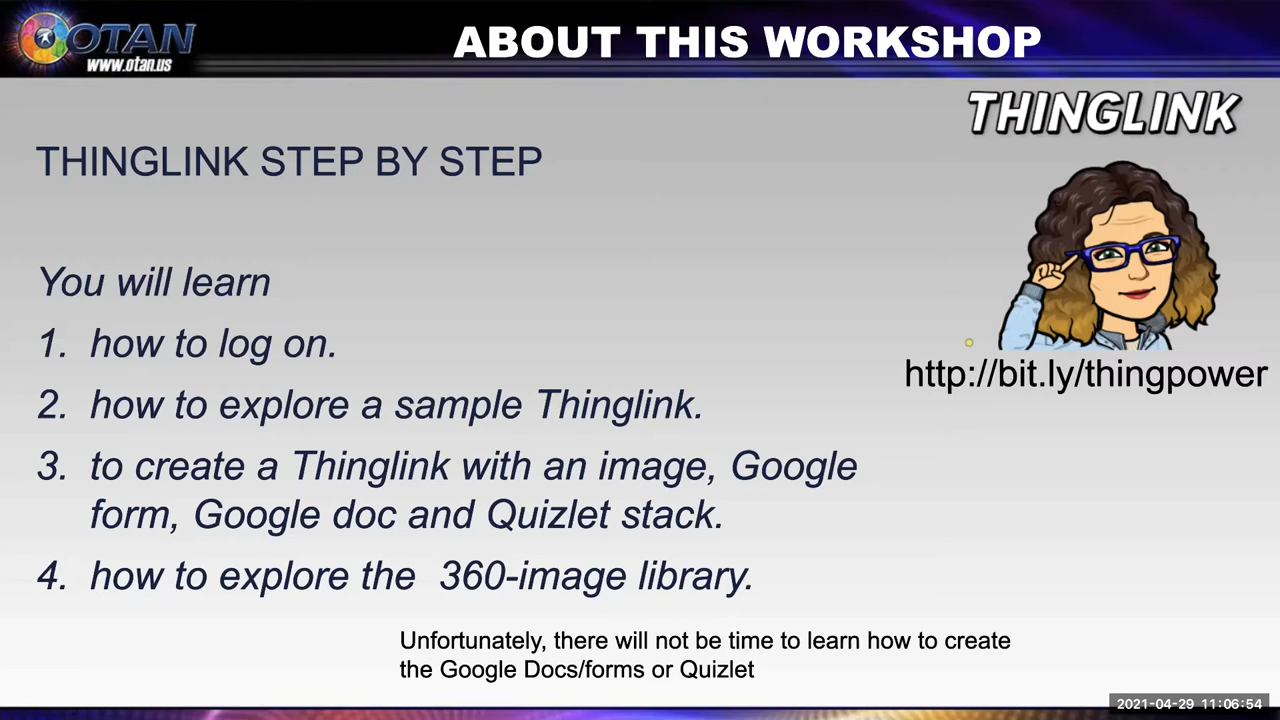 OTAN
www.otan.us
ABOUT THIS WORKSHOP
THINGLINK
THINGLINK STEP BY STEP
You will learn
1. how to log on.
2. how to explore a sample Thinglink.
3. to create a Thinglink with an image, Google
form, Google doc and Quizlet stack.
4. how to explore the 360-image library.
http://bit.ly/thingpower
Unfortunately, there will not be time to learn how to create
the Google Docs/forms or Quizlet
2021-04-29 11:06:54